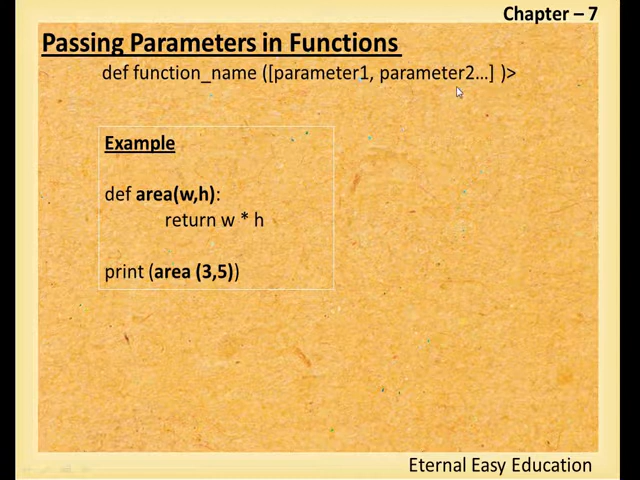 Chapter – 7
Passing Parameters in Functions
def function_name ([parameter1, parameter2…] )>
Example
def area(w,h):
return w * h
print (area (3,5))
Eternal Easy Education